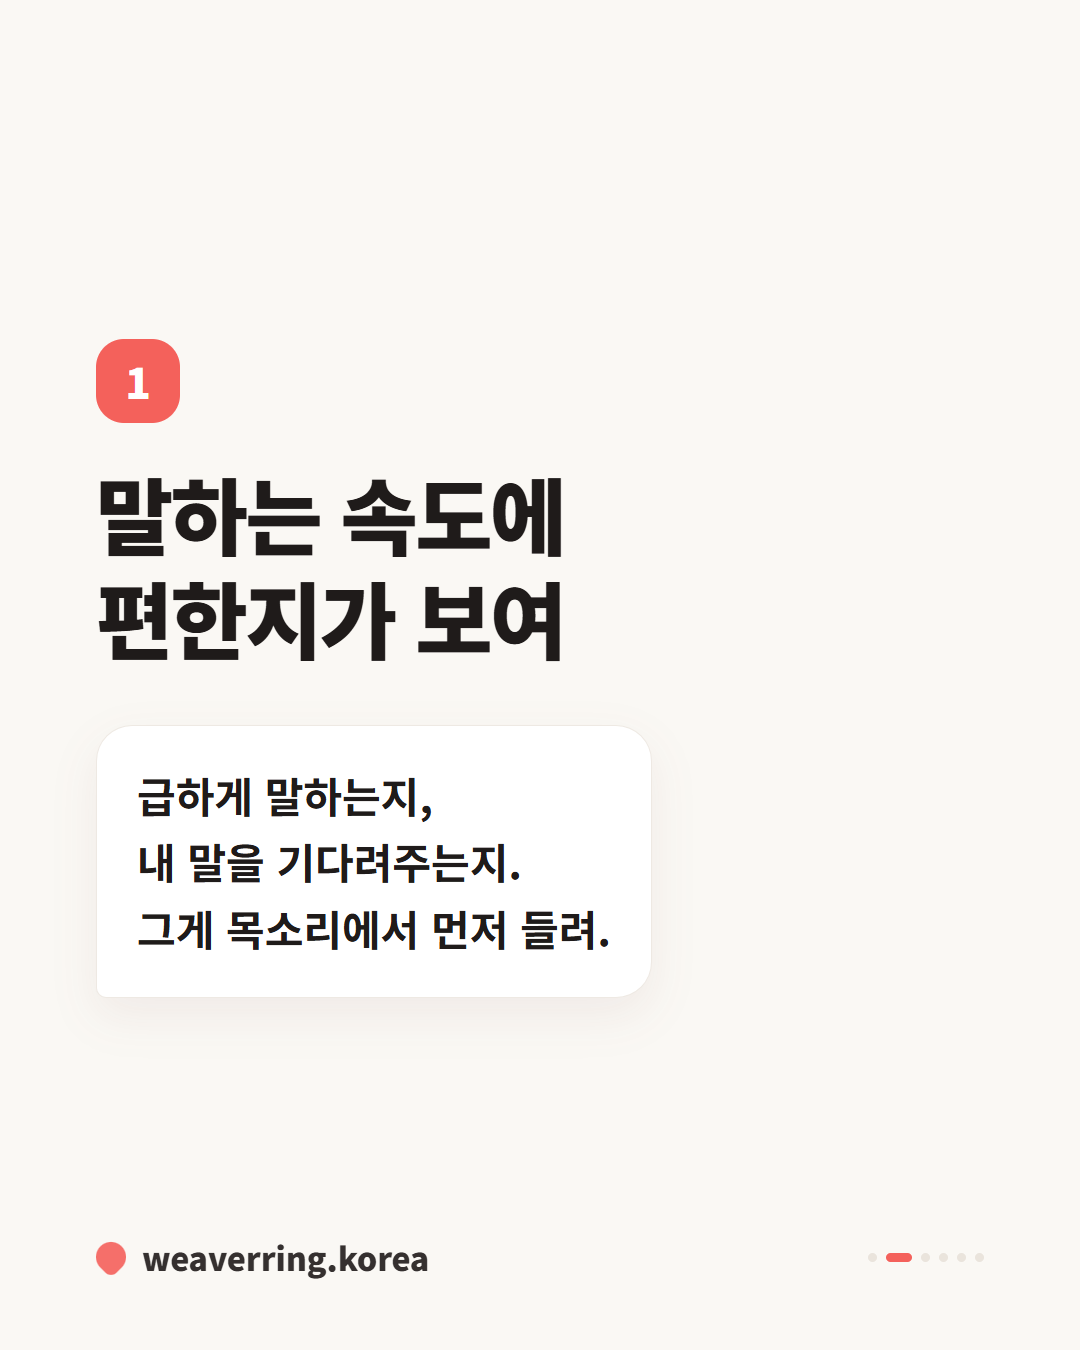 1
말하는 속도에
편한지가 보여
급하게 말하는지,
내 말을 기다려주는지.
그게 목소리에서 먼저 들려.
weaverring.korea